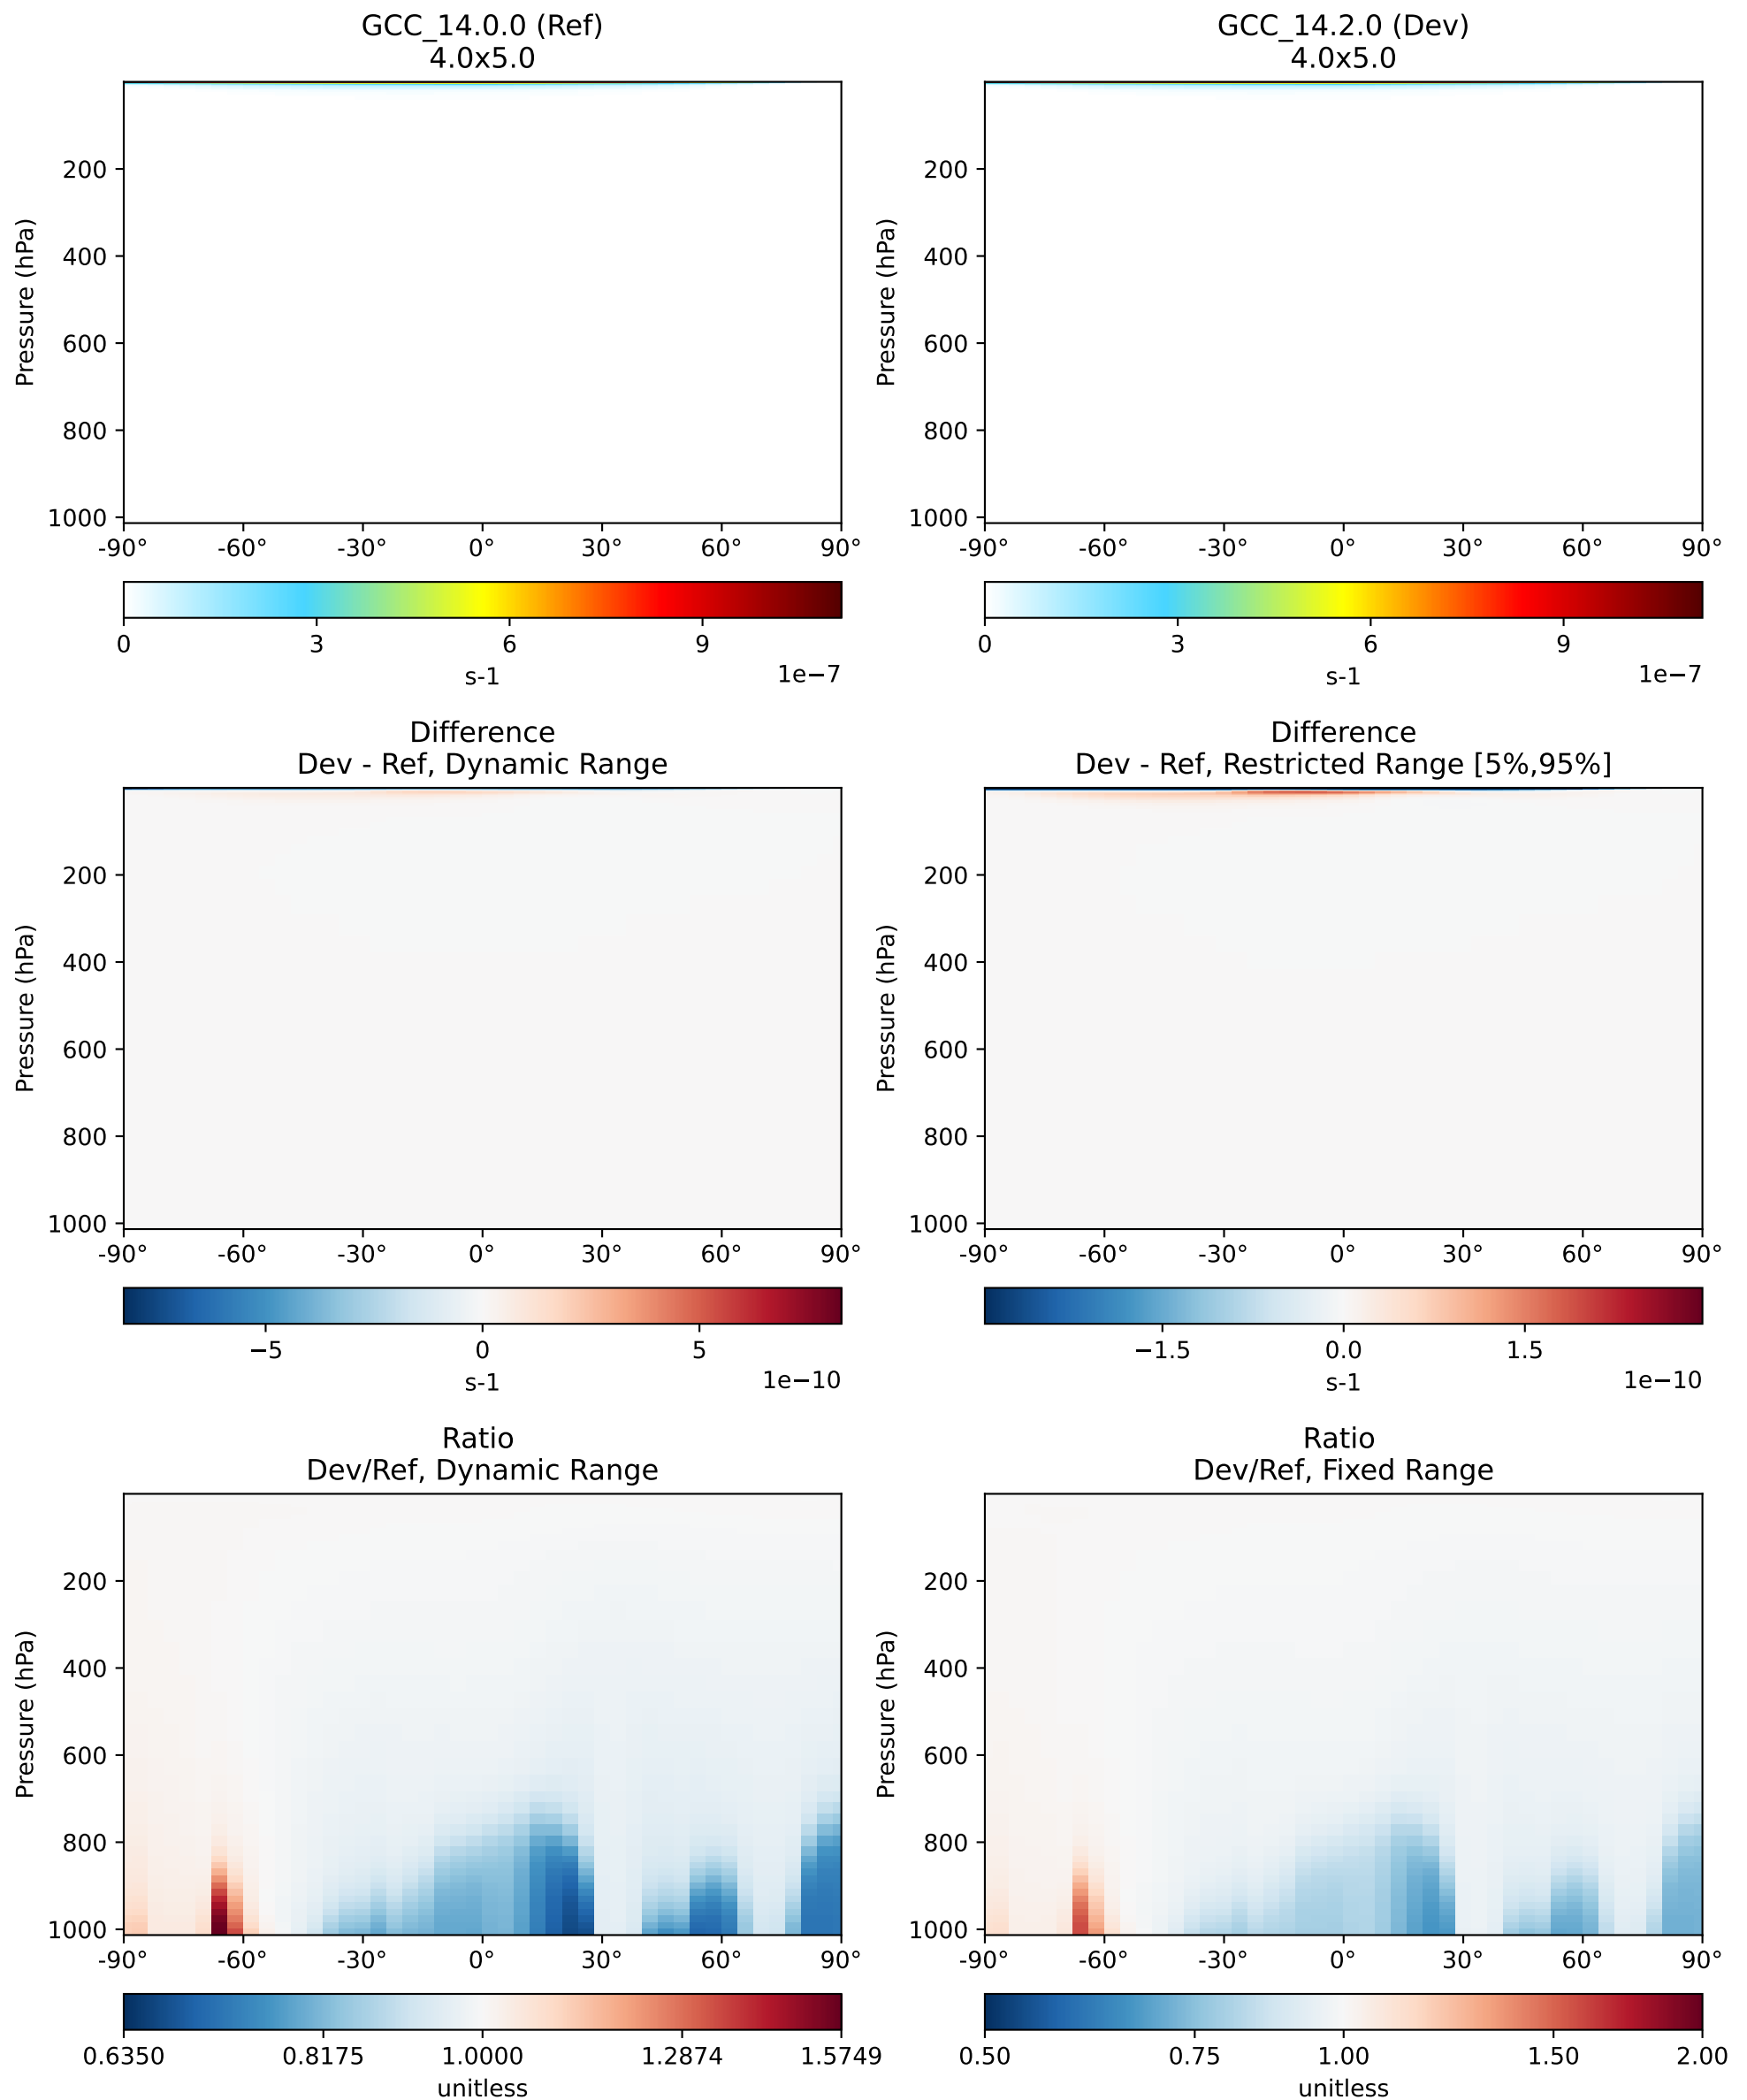 GCC_14.0.0 (Ref)
4.0x5.0
Pressure (hPa)
200
400
600
800
1000
-90° -60° -30° 0° 30° 60° 90°
0 3 6 9
s-1
1e−7
GCC_14.2.0 (Dev)
4.0x5.0
Pressure (hPa)
200
400
600
800
1000
-90° -60° -30° 0° 30° 60° 90°
0 3 6 9
s-1
1e−7
Difference
Dev - Ref, Dynamic Range
Pressure (hPa)
200
400
600
800
1000
-90° -60° -30° 0° 30° 60° 90°
−5 0 5
s-1
1e−10
Difference
Dev - Ref, Restricted Range [5%,95%]
Pressure (hPa)
200
400
600
800
1000
-90° -60° -30° 0° 30° 60° 90°
−1.5 0.0 1.5
s-1
1e−10
Ratio
Dev/Ref, Dynamic Range
Pressure (hPa)
200
400
600
800
1000
-90° -60° -30° 0° 30° 60° 90°
0.6350 0.8175 1.0000 1.2874 1.5749
unitless
Ratio
Dev/Ref, Fixed Range
Pressure (hPa)
200
400
600
800
1000
-90° -60° -30° 0° 30° 60° 90°
0.50 0.75 1.00 1.50 2.00
unitless